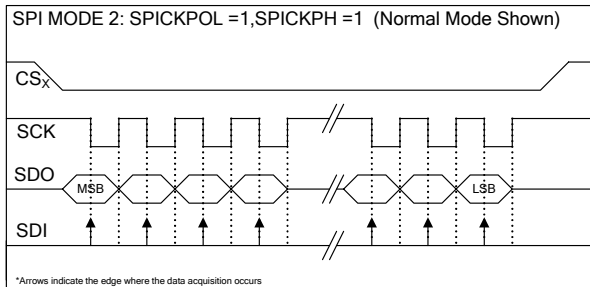 SPI MODE 2: SPICKPOL =1,SPICKPH =1 (Normal Mode Shown)
CSX
SCK
SDO
MSB
LSB
SDI
*Arrows indicate the edge where the data acquisition occurs